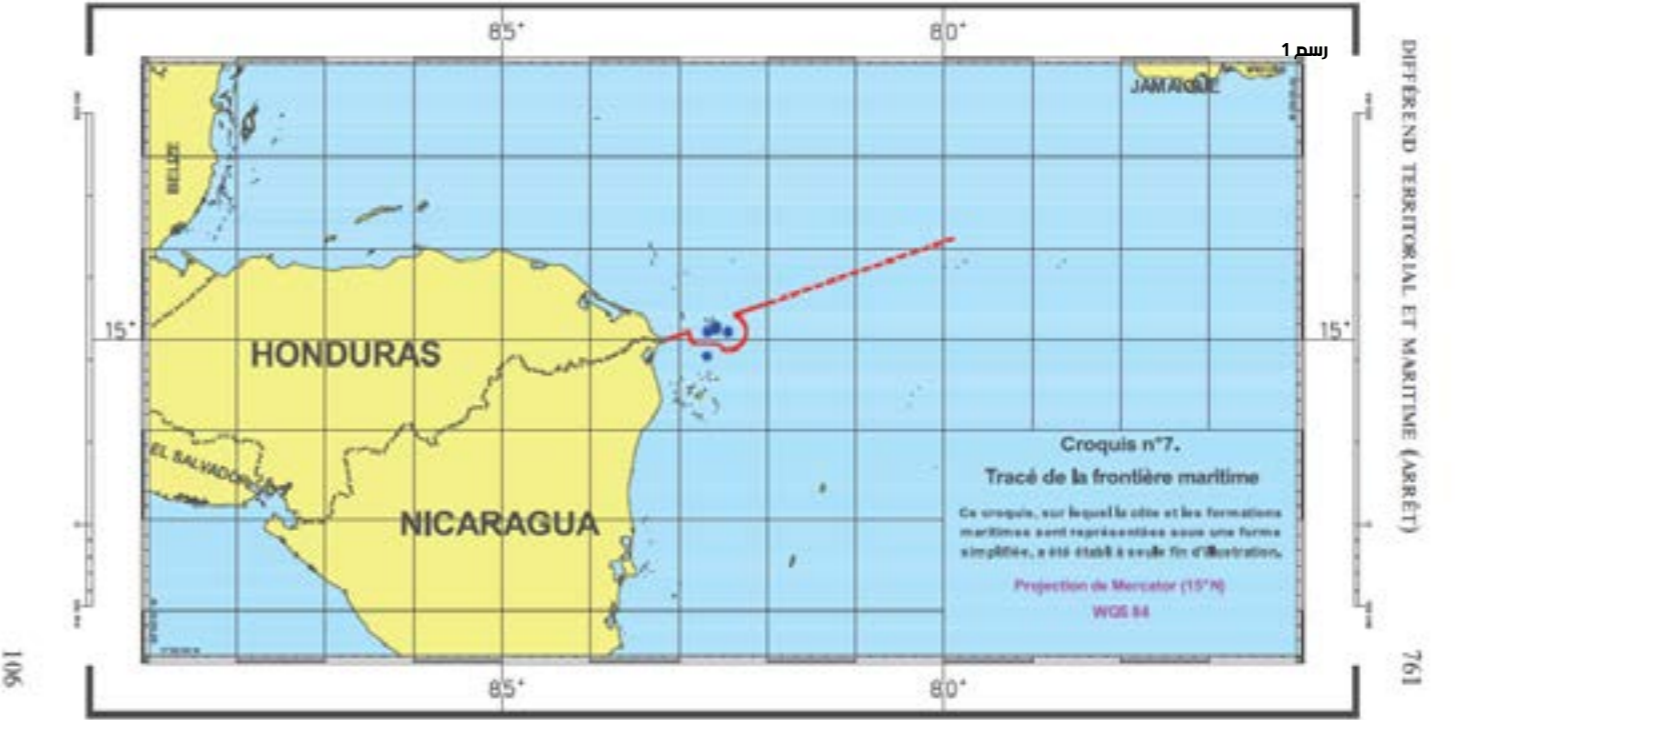 85°
80°
رسم 1
JAMAIQUE
BELIZE
15°
15°
HONDURAS
EL SALVADOR
NICARAGUA
Croquis n°7.
Tracé de la frontière maritime
Ce croquis, sur lequel la côte et les formations
maritimes sont représentées sous une forme
simplifiée, a été établi à seule fin d'illustration.
Projection de Mercator (15°N)
WGS 84
85°
80°
DIFFÉREND TERRITORIAL ET MARITIME (ARRÊT)
761
106